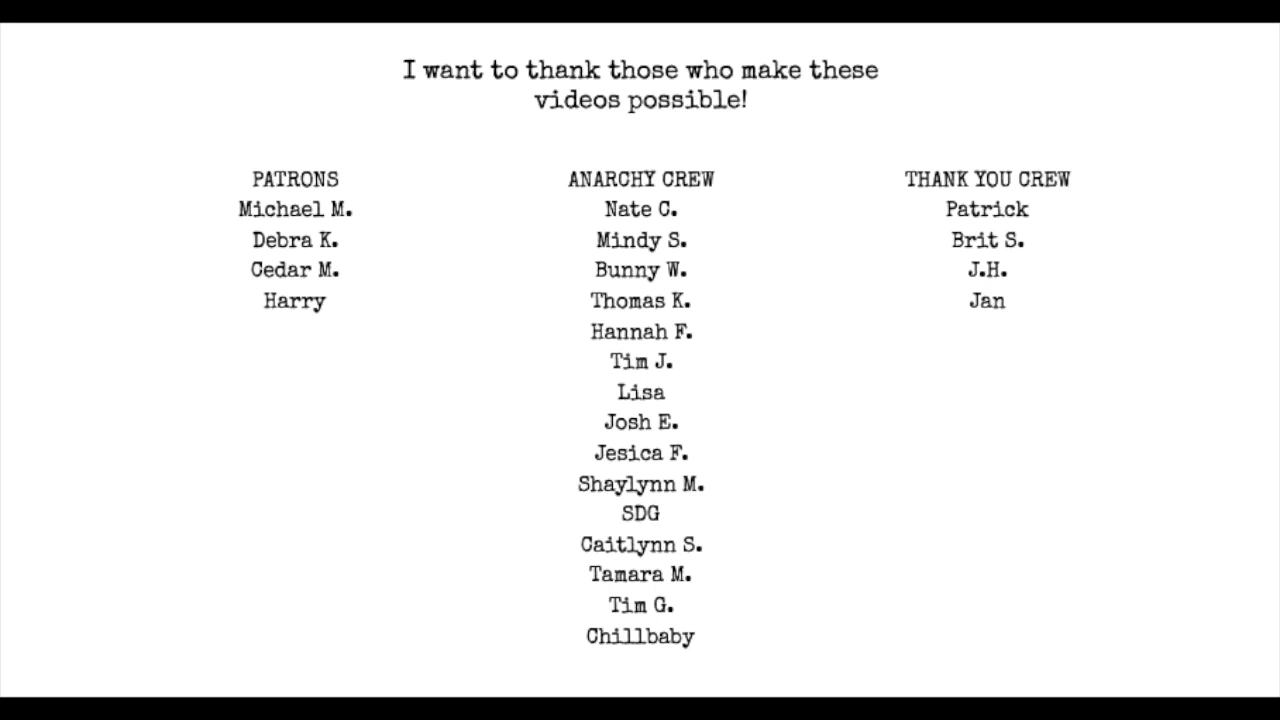 I want to thank those who make these
videos possible!
PATRONS
Michael M.
Debra K.
Cedar M.
Harry
ANARCHY CREW
Nate C.
Mindy S.
Bunny W.
Thomas K.
Hannah F.
Tim J.
Lisa
Josh E.
Jesica F.
Shaylynn M.
SDG
Caitlynn S.
Tamara M.
Tim G.
Chillbaby
THANK YOU CREW
Patrick
Brit S.
J.H.
Jan